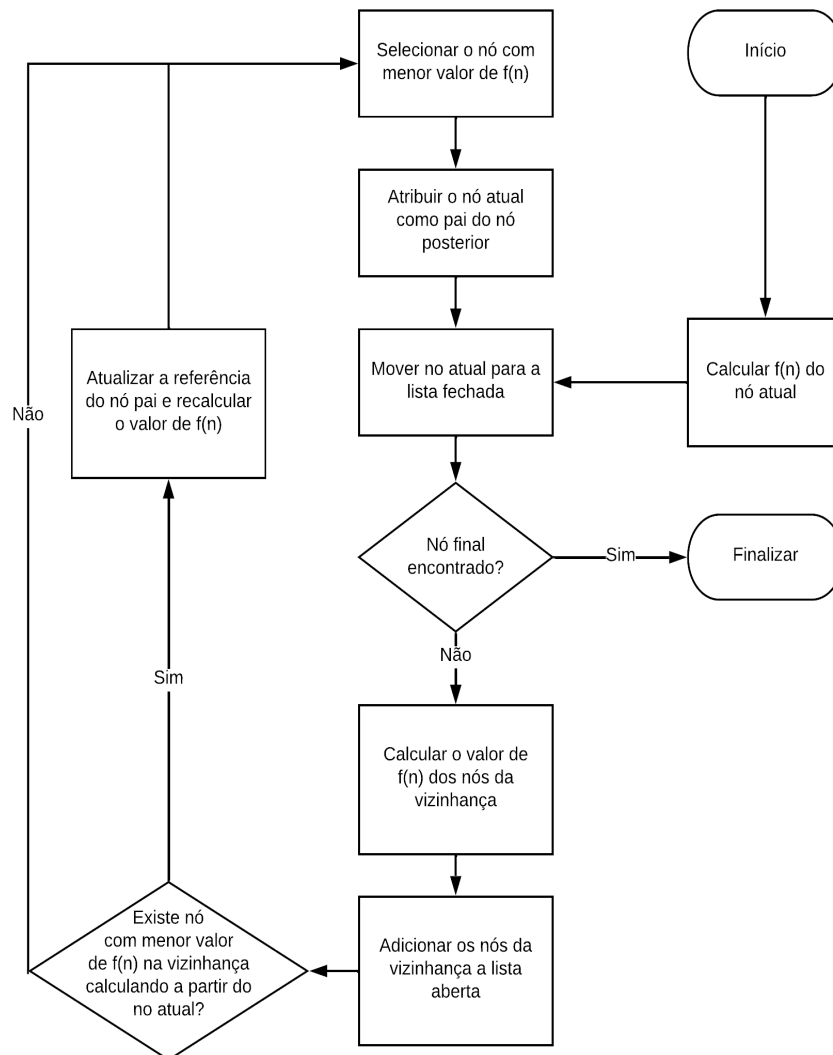 Selecionar o nó com
menor valor de f(n)
Início
Atribuir o nó atual
como pai do nó
posterior
Atualizar a referência
do nó pai e recalcular
o valor de f(n)
Mover no atual para a
lista fechada
Calcular f(n) do
nó atual
Não
Nó final
encontrado?
Sim
Finalizar
Não
Sim
Calcular o valor de
f(n) dos nós da
vizinhança
Existe nó
com menor valor
de f(n) na vizinhança
calculando a partir do
no atual?
Adicionar os nós da
vizinhança a lista
aberta